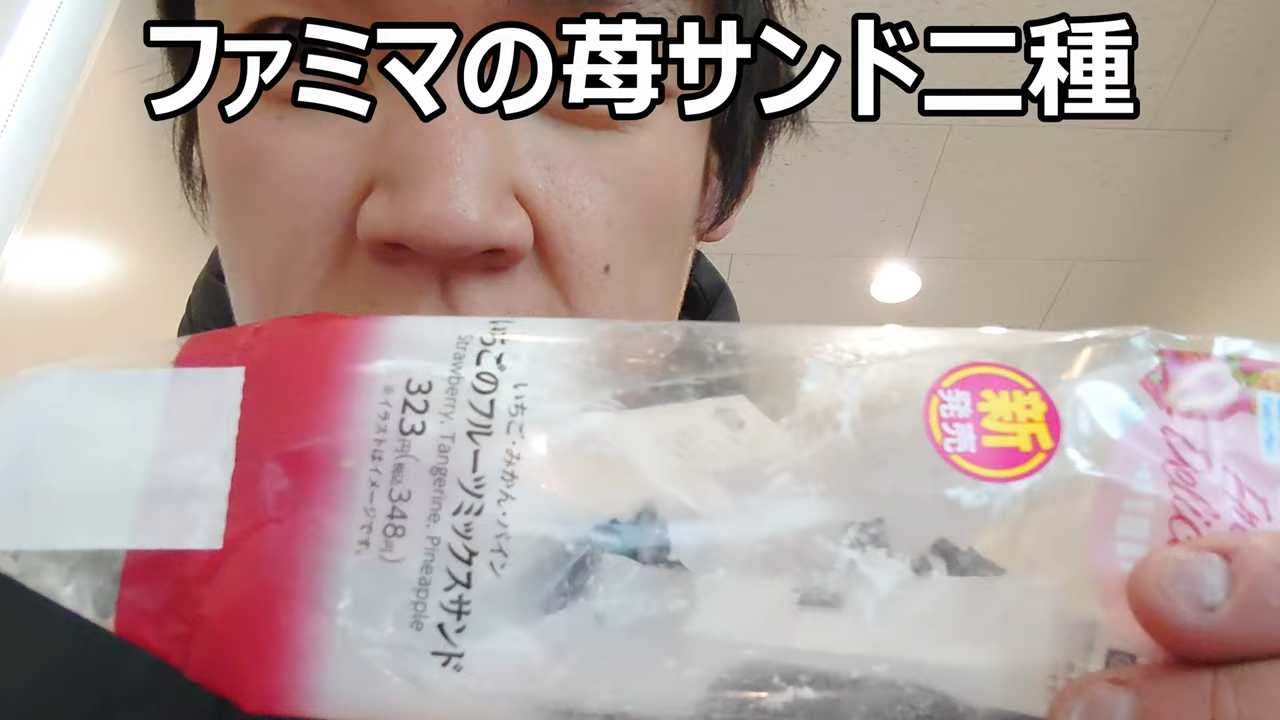 ファミマの苺サンド二種
いちご・みかん・パイン
いちごのフルーツミックスサンド
Strawberry, Tangerine, Pineapple
323円(税込348円)
※イラストはイメージです。
新
発売